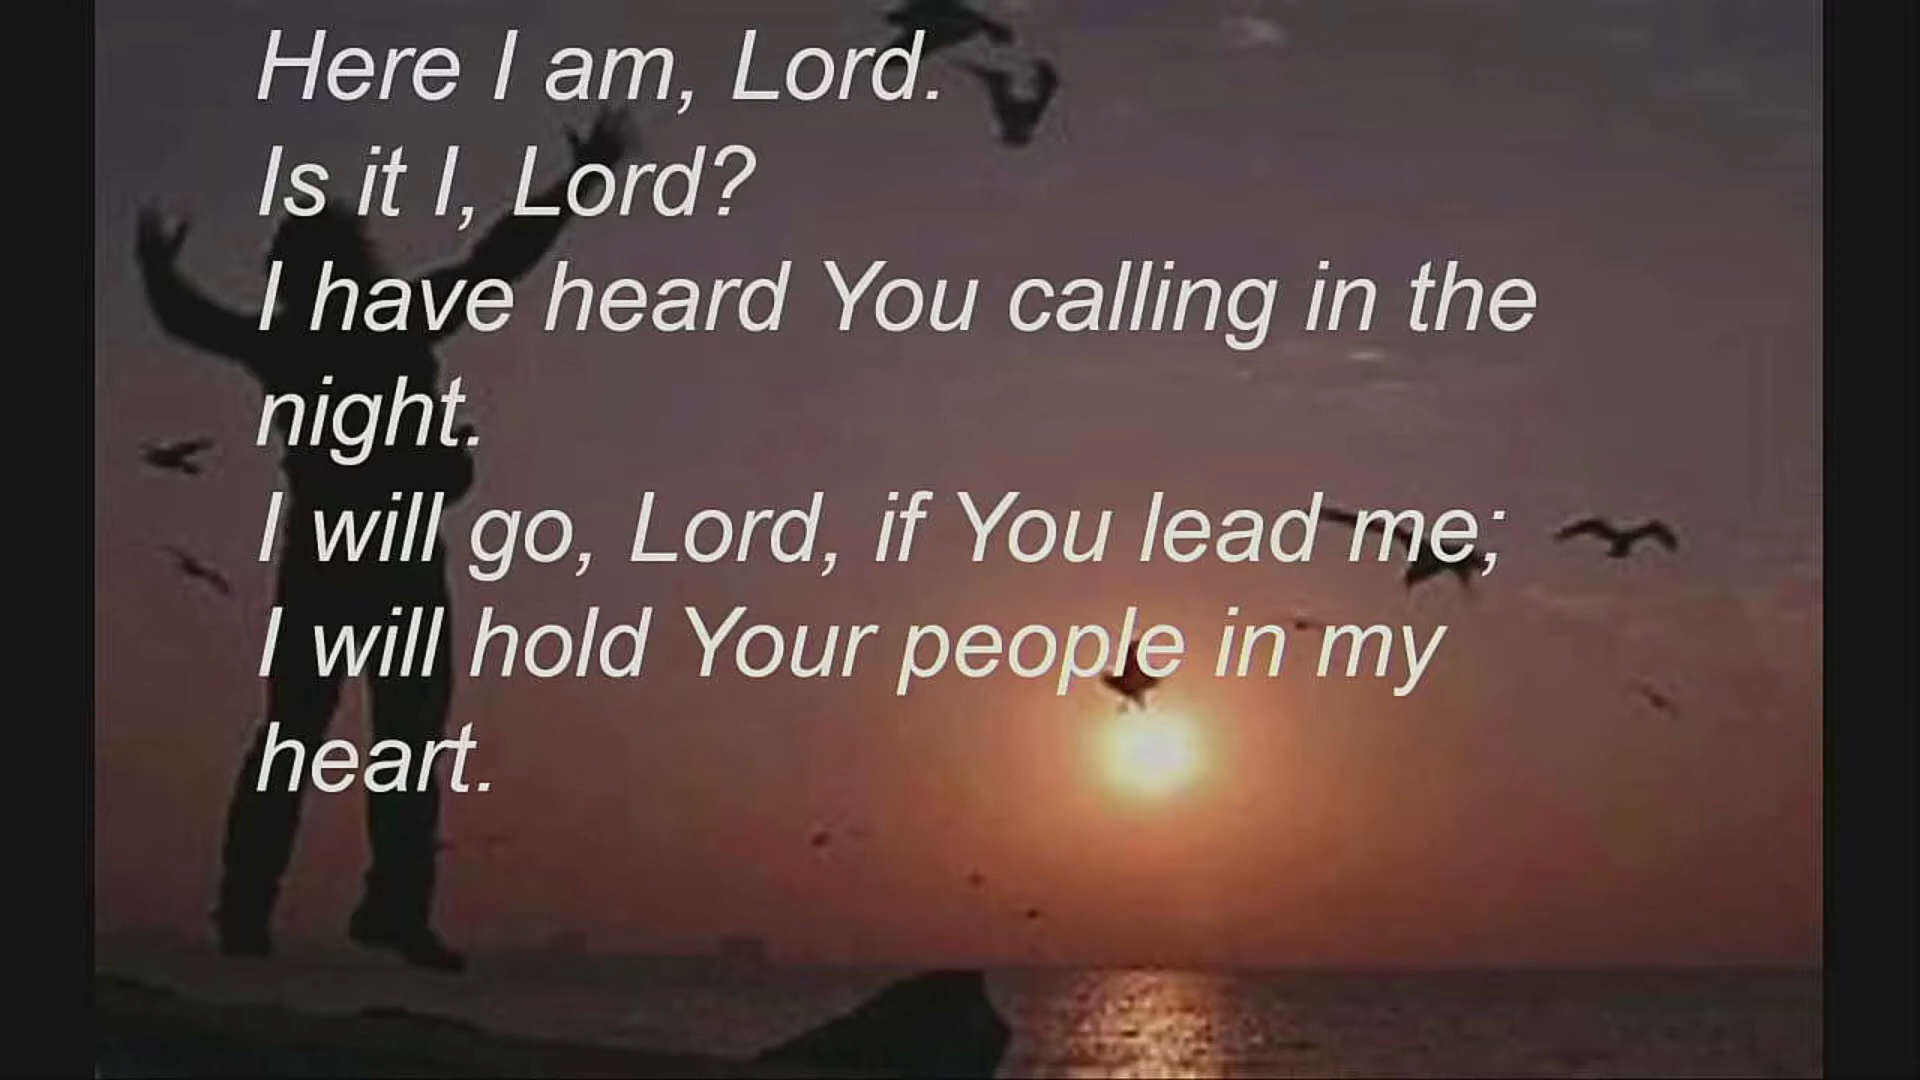 Here I am, Lord.
Is it I, Lord?
I have heard You calling in the
night.
I will go, Lord, if You lead me;
I will hold Your people in my
heart.